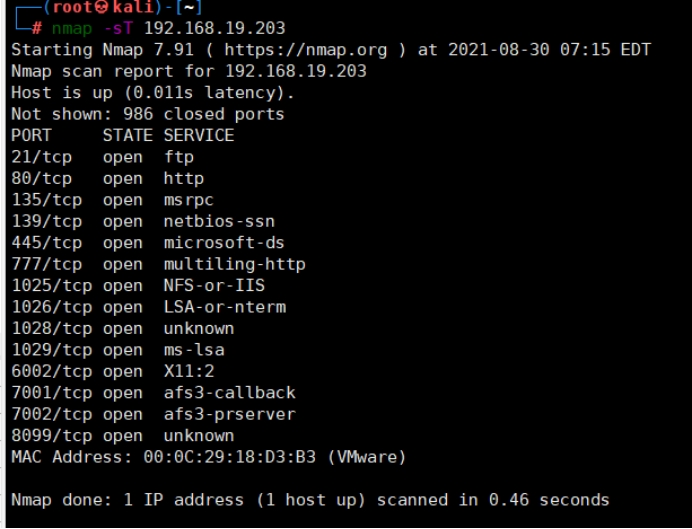 ┌──(root💀kali)-[~]
└─# nmap -sT 192.168.19.203
Starting Nmap 7.91 ( https://nmap.org ) at 2021-08-30 07:15 EDT
Nmap scan report for 192.168.19.203
Host is up (0.011s latency).
Not shown: 986 closed ports
PORT     STATE SERVICE
21/tcp   open  ftp
80/tcp   open  http
135/tcp  open  msrpc
139/tcp  open  netbios-ssn
445/tcp  open  microsoft-ds
777/tcp  open  multiling-http
1025/tcp open  NFS-or-IIS
1026/tcp open  LSA-or-nterm
1028/tcp open  unknown
1029/tcp open  ms-lsa
6002/tcp open  X11:2
7001/tcp open  afs3-callback
7002/tcp open  afs3-prserver
8099/tcp open  unknown
MAC Address: 00:0C:29:18:D3:B3 (VMware)

Nmap done: 1 IP address (1 host up) scanned in 0.46 seconds